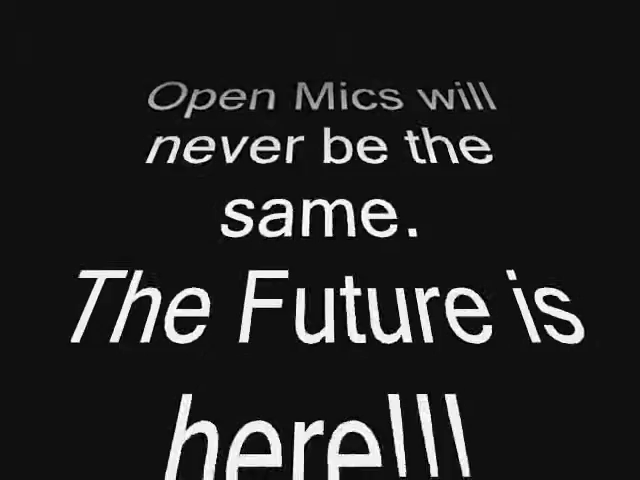 Open Mics will
never be the
same.
The Future is
here!!!